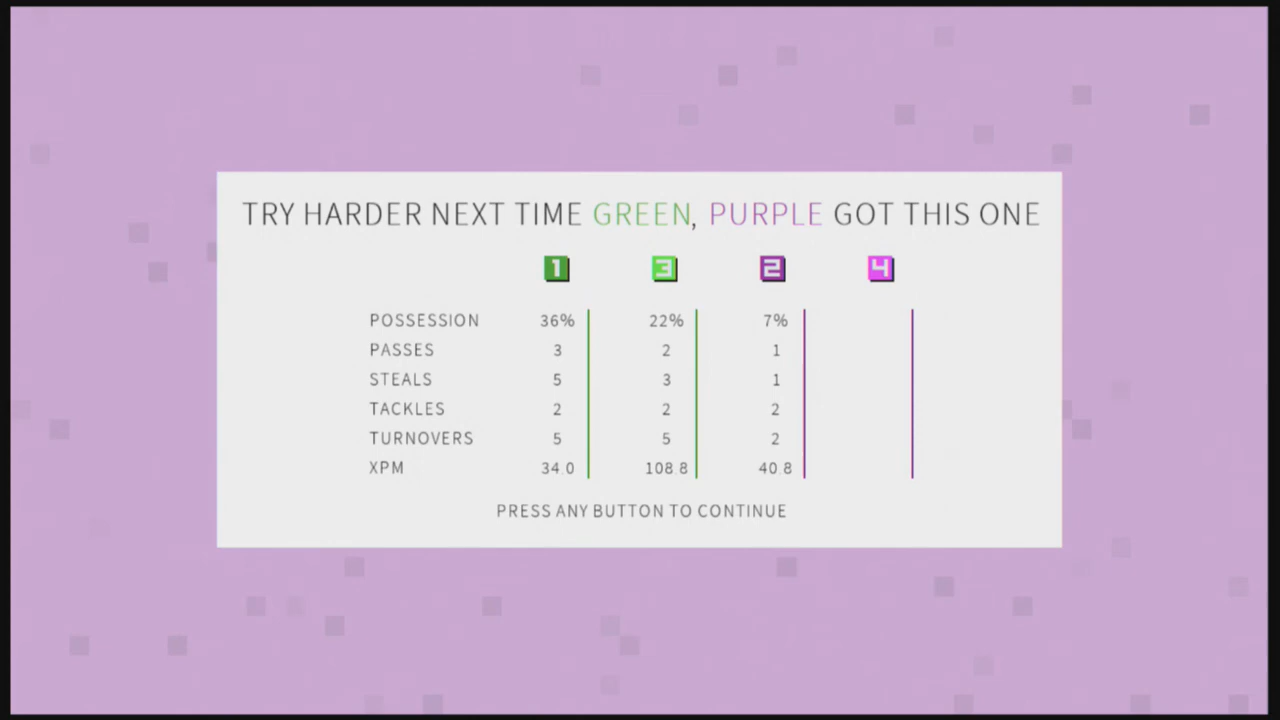 TRY HARDER NEXT TIME GREEN, PURPLE GOT THIS ONE
1 3 2 4
POSSESSION 36% 22% 7%
PASSES 3 2 1
STEALS 5 3 1
TACKLES 2 2 2
TURNOVERS 5 5 2
XPM 34.0 108.8 40.8
PRESS ANY BUTTON TO CONTINUE